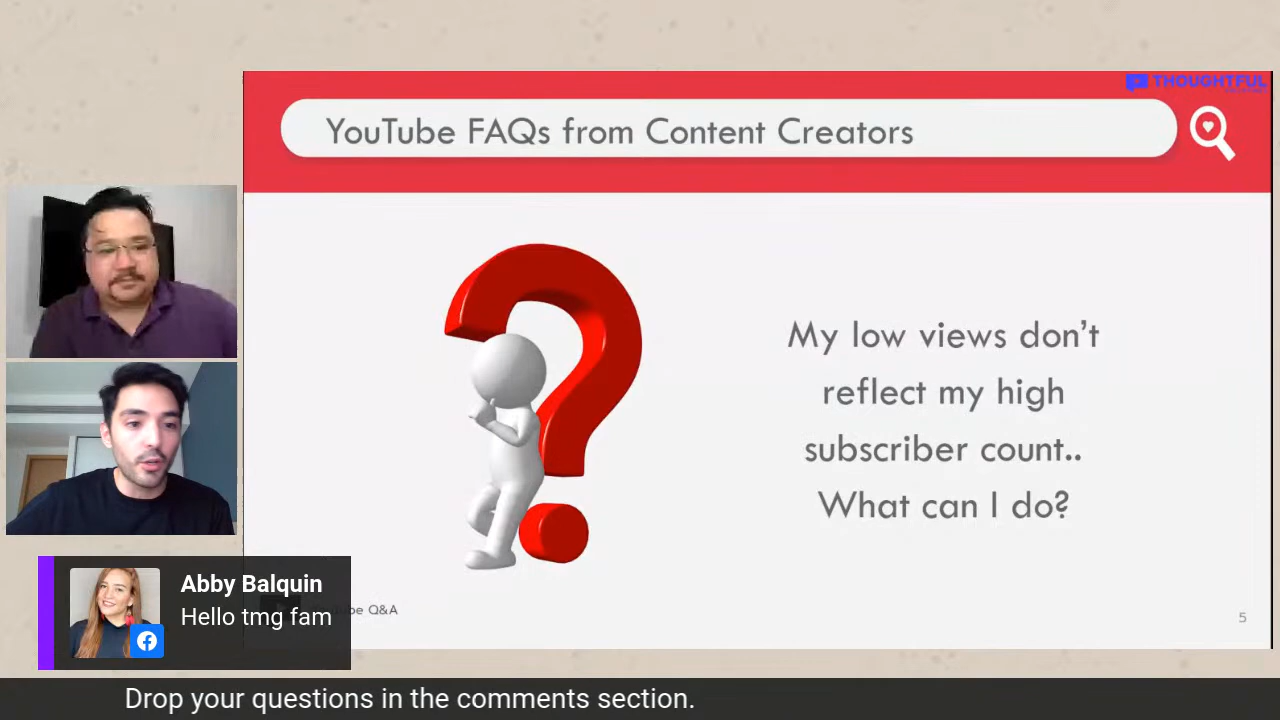 THOUGHTFUL
YouTube FAQs from Content Creators
My low views don't
reflect my high
subscriber count..
What can I do?
Abby Balquin
Hello tmg fam
Q&A
5
Drop your questions in the comments section.